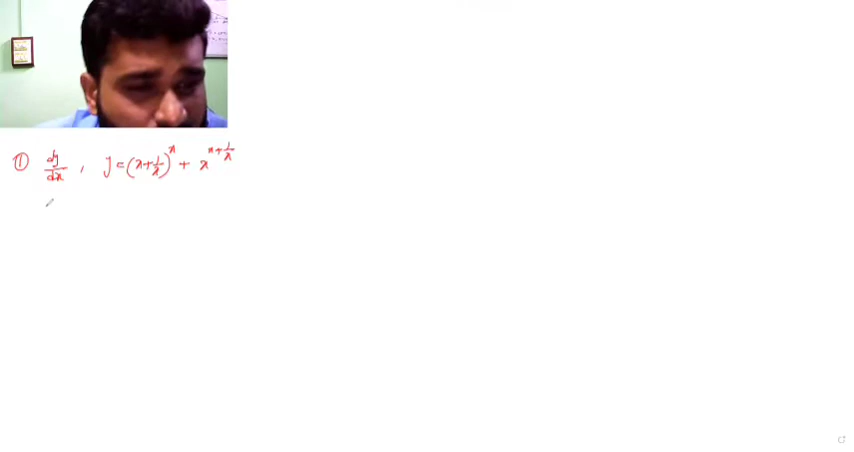 ① dy/dx , y = (x+1/x)^x + x^(x+1/x)